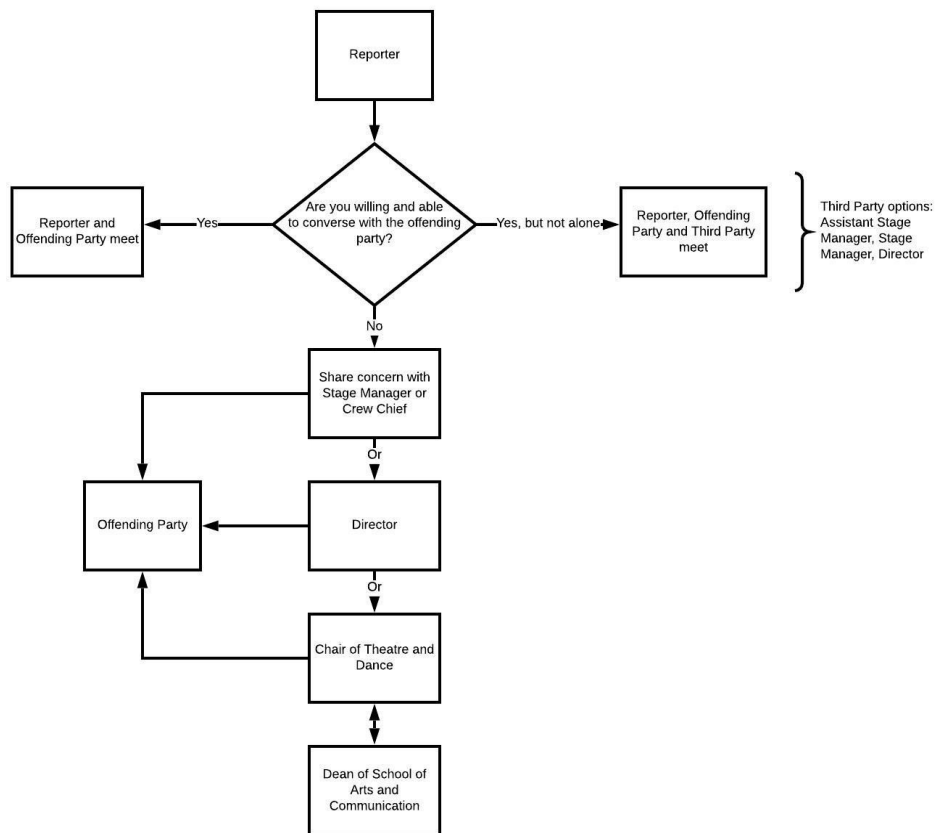 Reporter
Are you willing and able
to converse with the offending
party?
Yes
Reporter and
Offending Party meet
Yes, but not alone
Reporter, Offending
Party and Third Party
meet
Third Party options:
Assistant Stage
Manager, Stage
Manager, Director
No
Share concern with
Stage Manager or
Crew Chief
Or
Offending Party
Director
Or
Chair of Theatre and
Dance
Dean of School of
Arts and
Communication